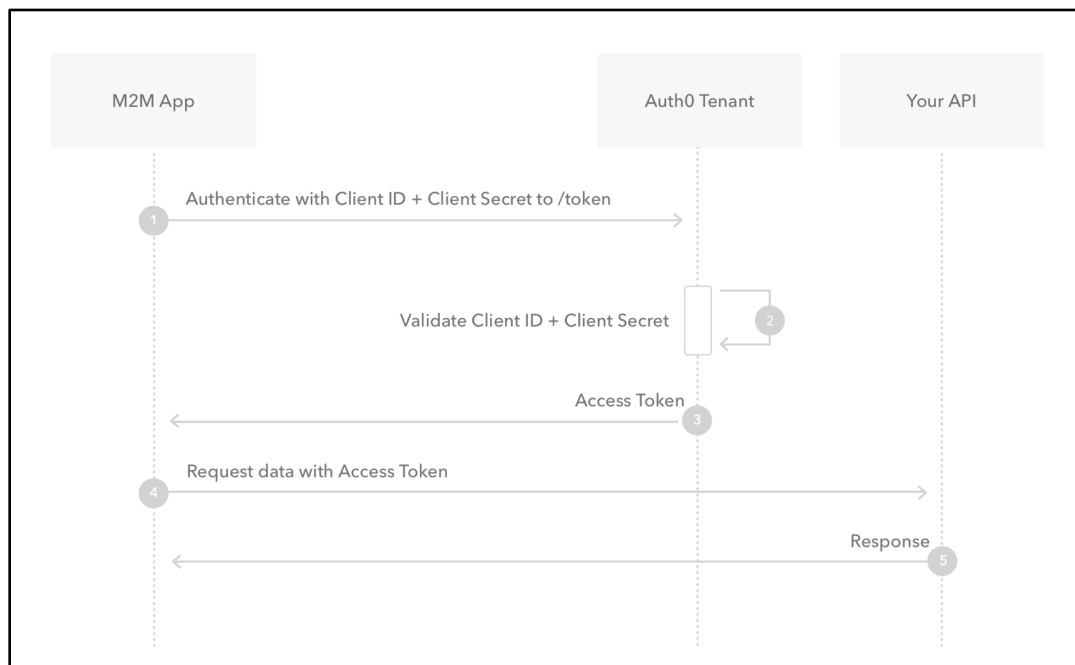 M2M App
Auth0 Tenant
Your API
Authenticate with Client ID + Client Secret to /token
1
Validate Client ID + Client Secret
2
Access Token
3
Request data with Access Token
4
Response
5